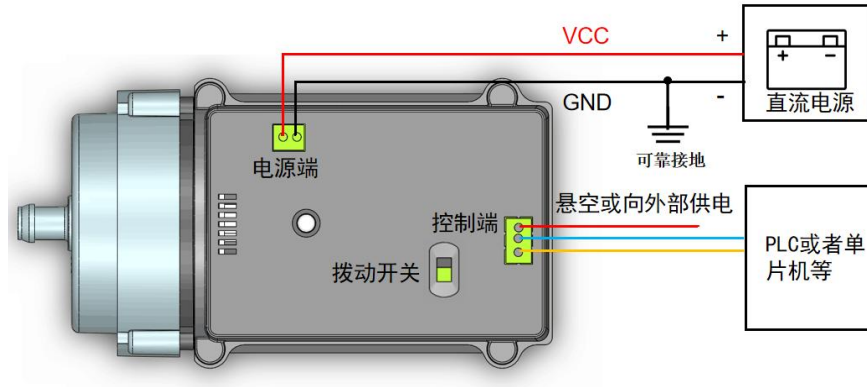 VCC
+
+ -
直流电源
GND
-
可靠接地
电源端
控制端
悬空或向外部供电
拨动开关
PLC或者单
片机等